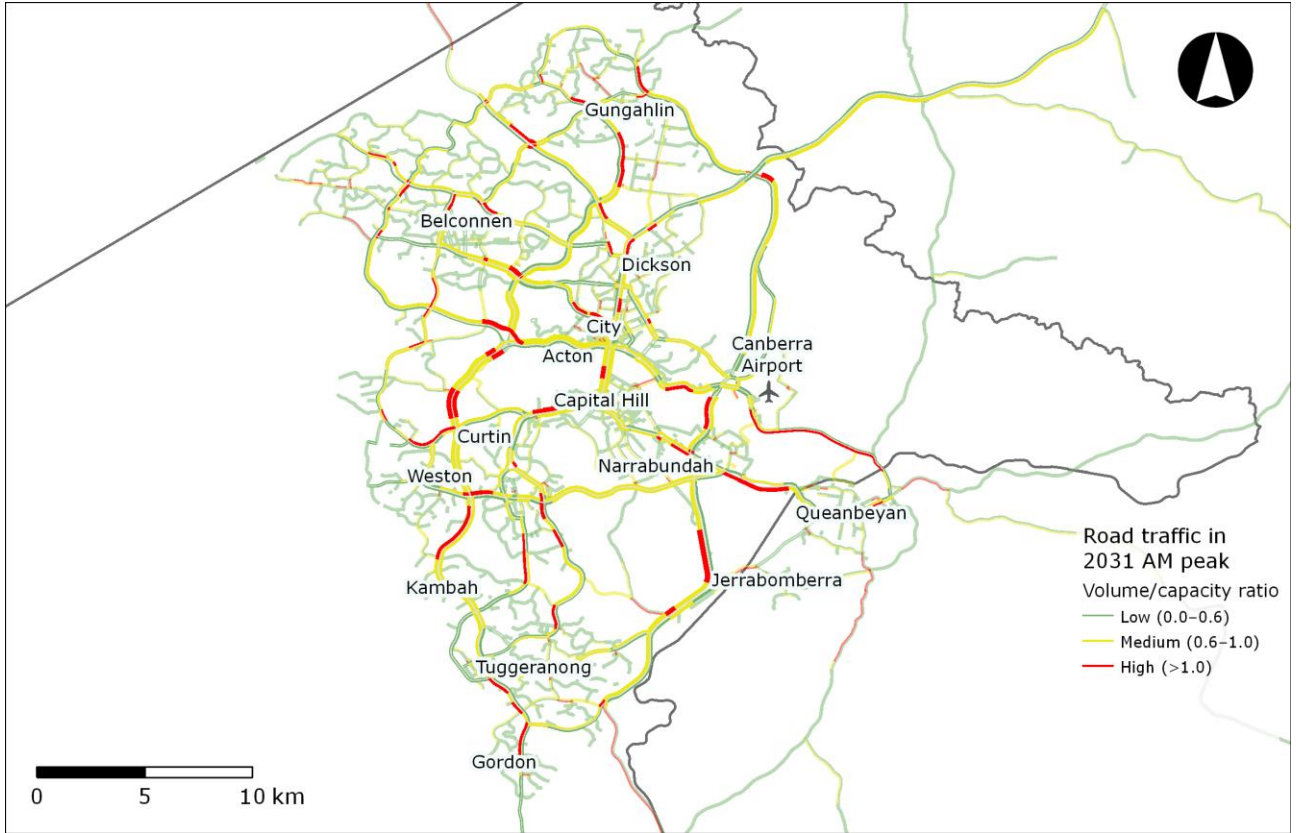 Gungahlin
Belconnen
Dickson
City
Canberra
Airport
Acton
Capital Hill
Curtin
Narrabundah
Weston
Queanbeyan
Road traffic in
2031 AM peak
Volume/capacity ratio
Low (0.0–0.6)
Medium (0.6–1.0)
High (>1.0)
Kambah
Jerrabomberra
Tuggeranong
Gordon
0 5 10 km